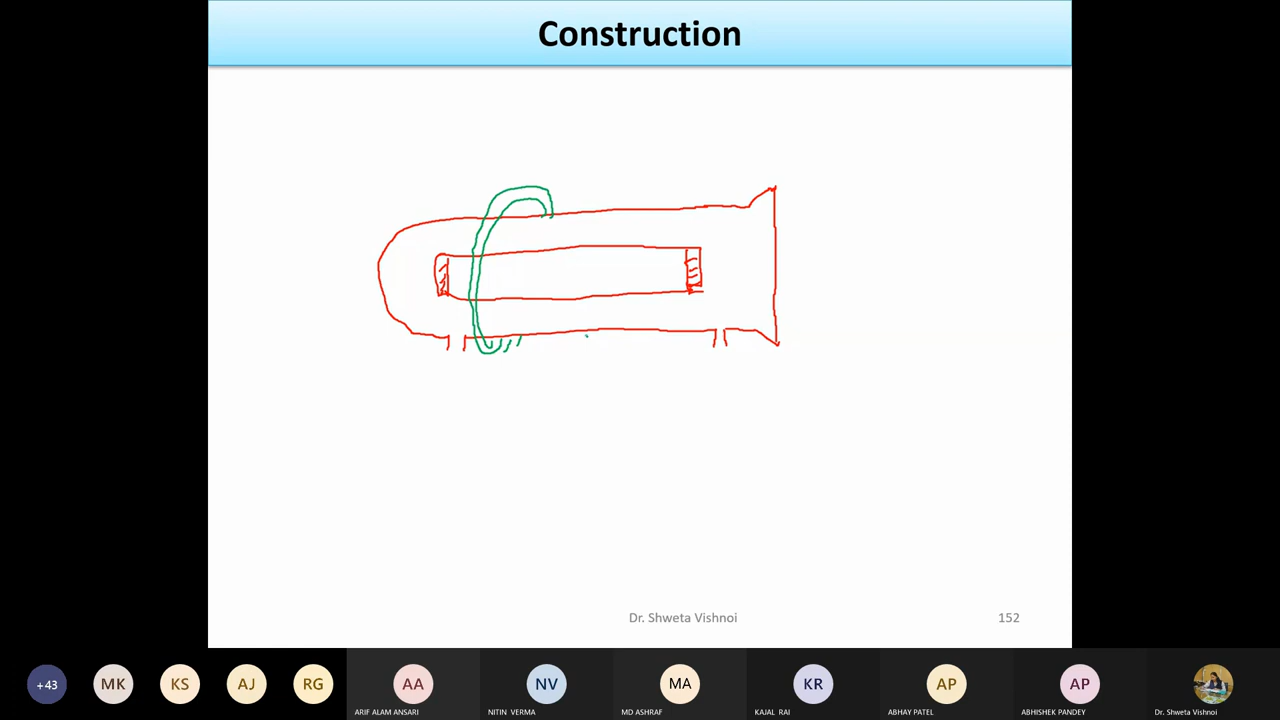 Construction
Dr. Shweta Vishnoi
152
+43
MK
KS
AJ
RG
AA
NV
MA
KR
AP
AP
ARIF ALAM ANSARI
NITIN VERMA
MD ASHRAF
KAJAL RAI
ABHAY PATEL
ABHISHEK PANDEY
Dr. Shweta Vishnoi